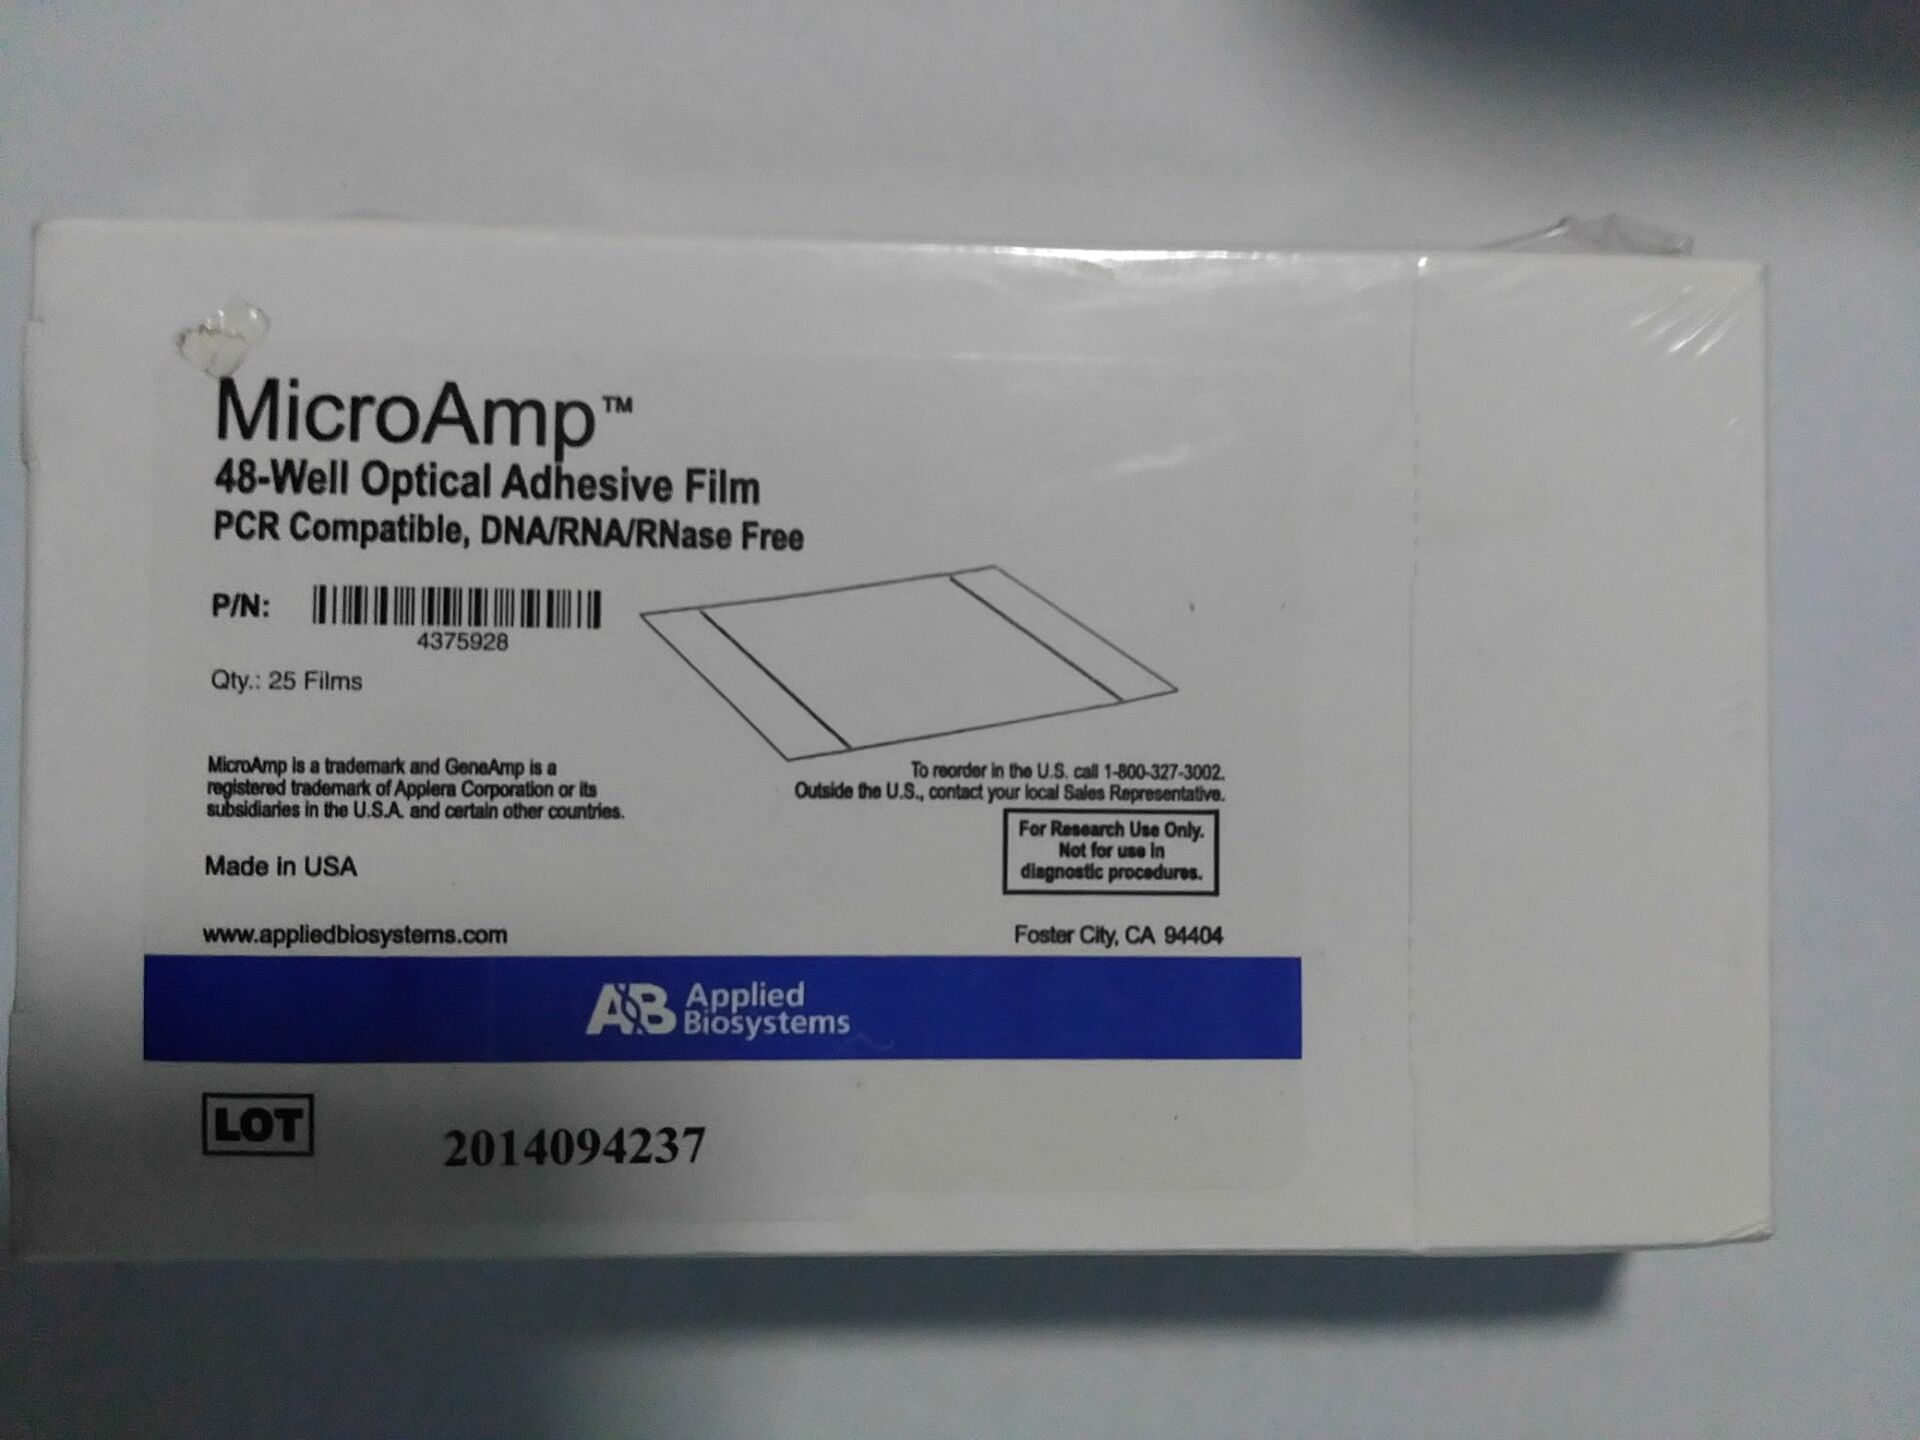 MicroAmp™
48-Well Optical Adhesive Film
PCR Compatible, DNA/RNA/RNase Free
P/N:
4375928
Qty.: 25 Films
MicroAmp is a trademark and GeneAmp is a
registered trademark of Applera Corporation or its
subsidiaries in the U.S.A. and certain other countries.
To reorder in the U.S. call 1-800-327-3002.
Outside the U.S., contact your local Sales Representative.
For Research Use Only.
Not for use in
diagnostic procedures.
Made in USA
www.appliedbiosystems.com
Foster City, CA 94404
AB Applied
Biosystems
LOT
2014094237